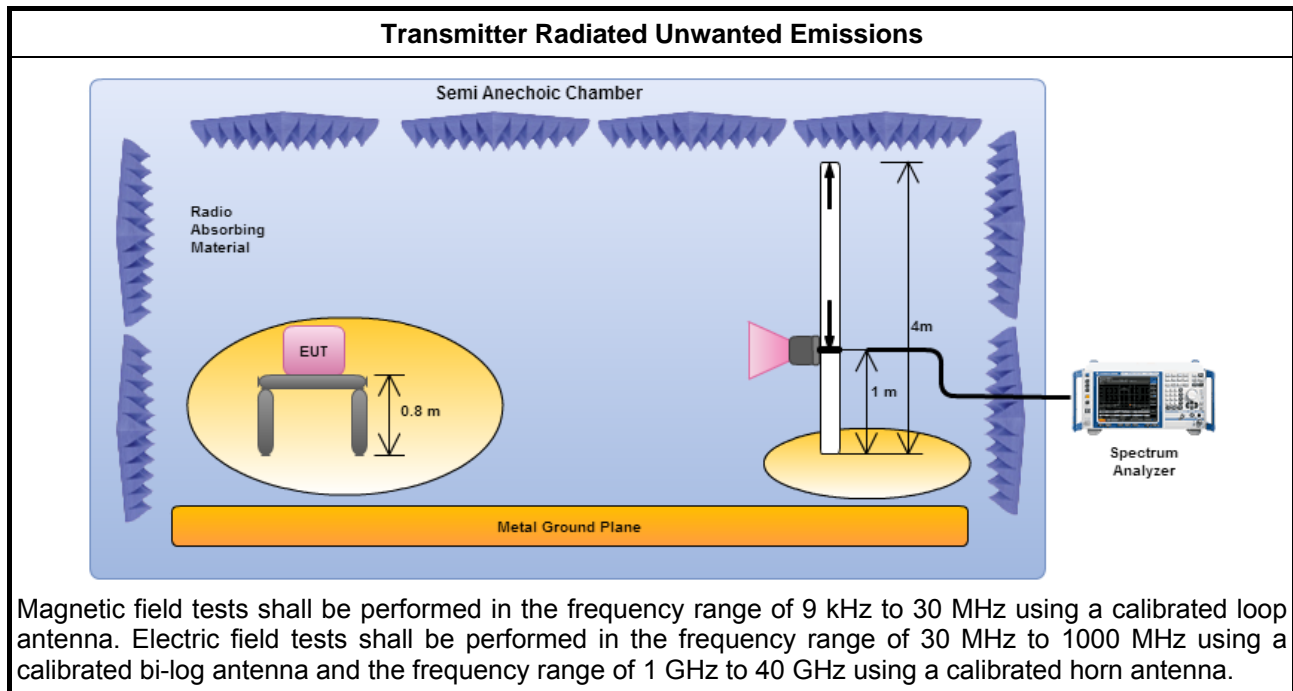 Transmitter Radiated Unwanted Emissions
Semi Anechoic Chamber
Radio
Absorbing
Material
EUT
0.8 m
4m
1 m
Spectrum
Analyzer
Metal Ground Plane
Magnetic field tests shall be performed in the frequency range of 9 kHz to 30 MHz using a calibrated loop
antenna. Electric field tests shall be performed in the frequency range of 30 MHz to 1000 MHz using a
calibrated bi-log antenna and the frequency range of 1 GHz to 40 GHz using a calibrated horn antenna.